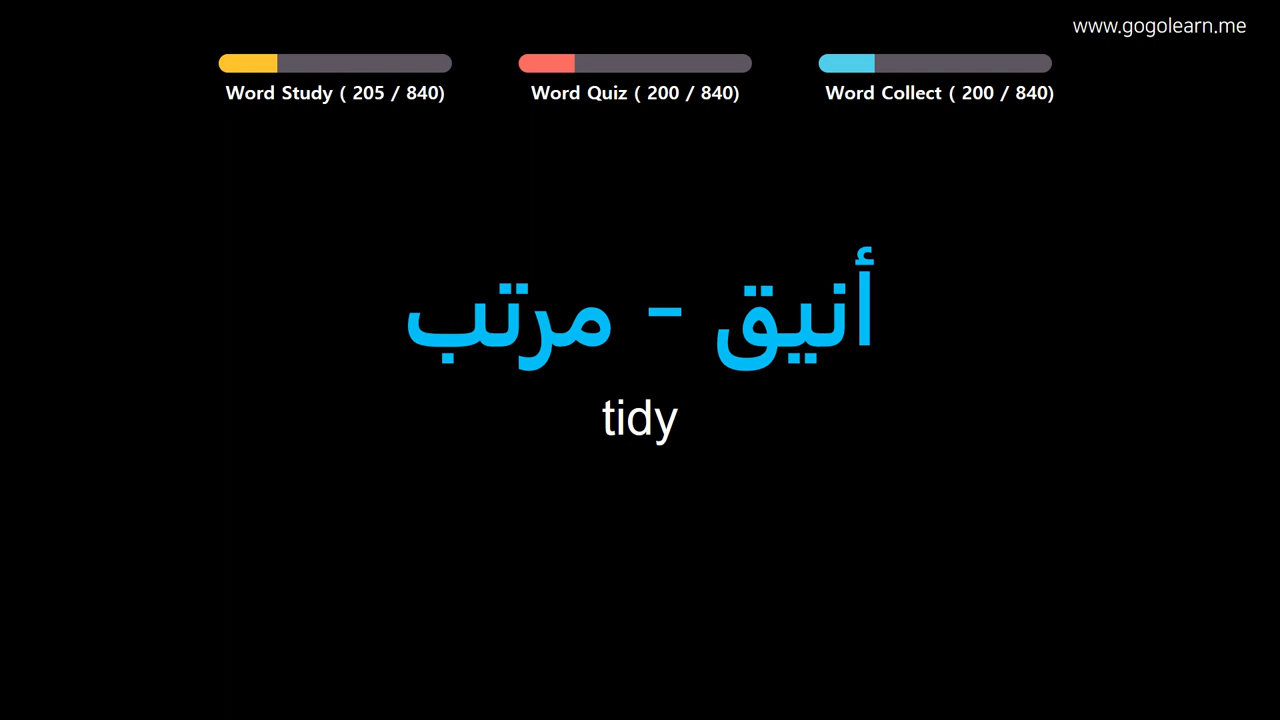 www.gogolearn.me
Word Study ( 205 / 840)
Word Quiz ( 200 / 840)
Word Collect ( 200 / 840)
أنيق - مرتب
tidy